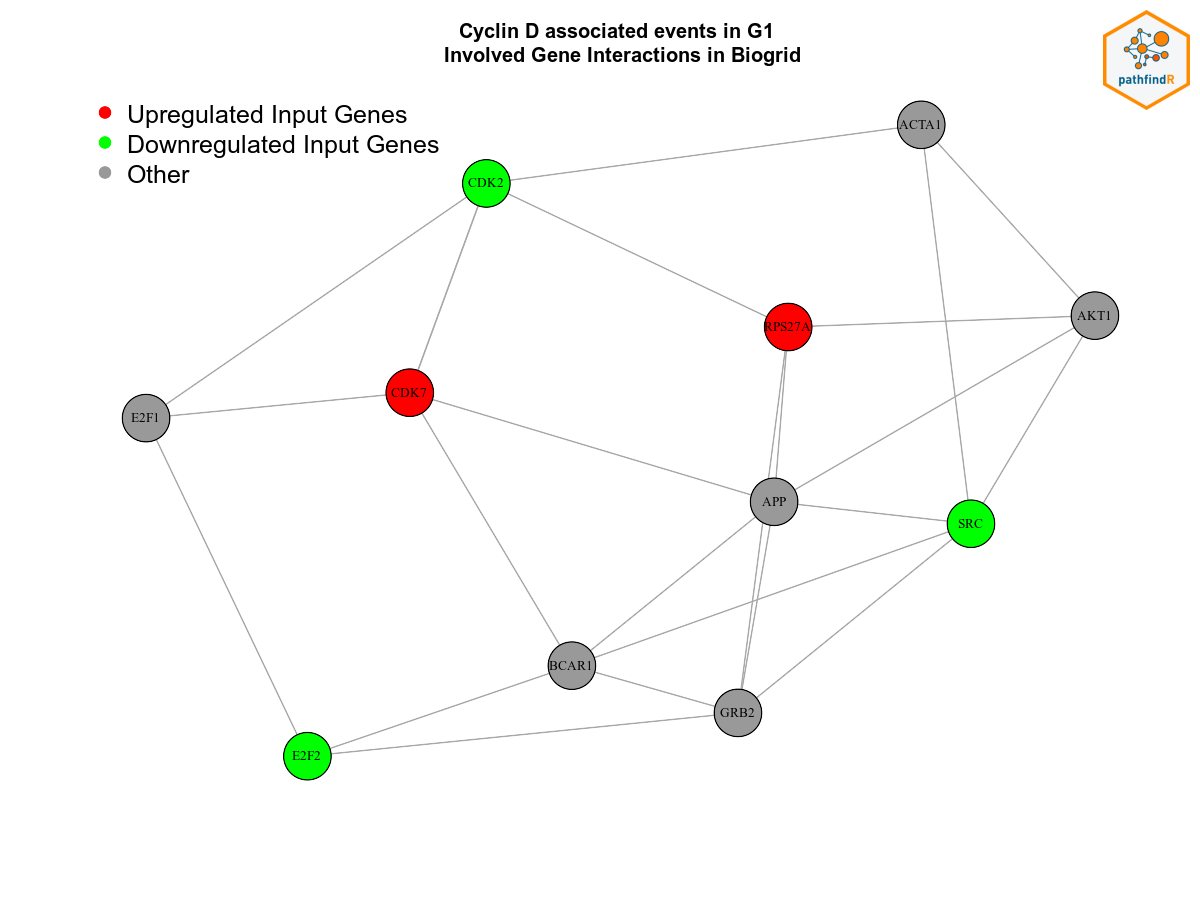 Cyclin D associated events in G1
Involved Gene Interactions in Biogrid
pathfindR
Upregulated Input Genes
Downregulated Input Genes
Other
ACTA1
CDK2
AKT1
RPS27A
CDK7
E2F1
APP
SRC
BCAR1
GRB2
E2F2